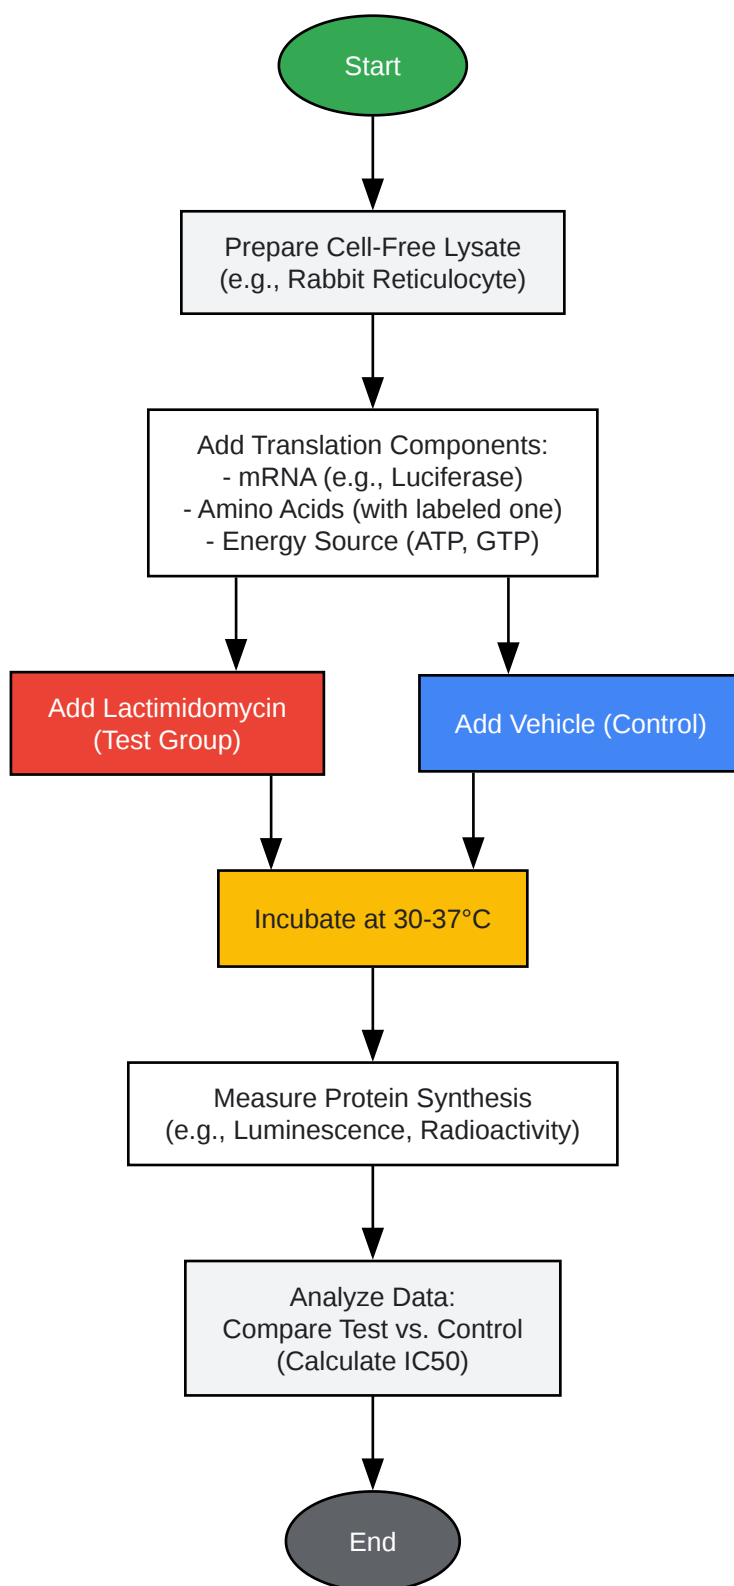 Start
Prepare Cell-Free Lysate
(e.g., Rabbit Reticulocyte)
Add Translation Components:
- mRNA (e.g., Luciferase)
- Amino Acids (with labeled one)
- Energy Source (ATP, GTP)
Add Lactimidomycin
(Test Group)
Add Vehicle (Control)
Incubate at 30-37°C
Measure Protein Synthesis
(e.g., Luminescence, Radioactivity)
Analyze Data:
Compare Test vs. Control
(Calculate IC50)
End